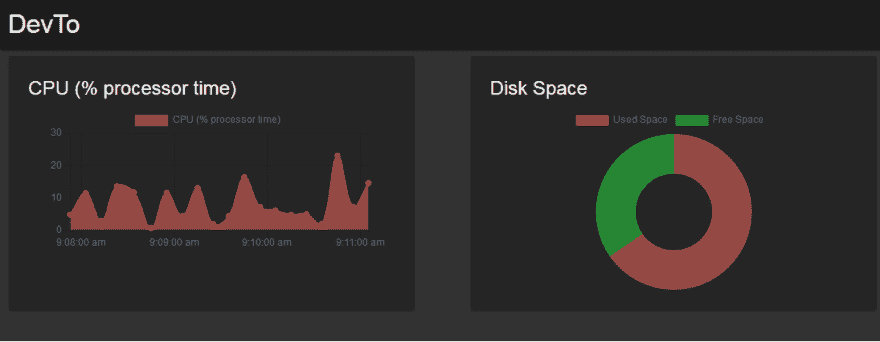 DevTo
CPU (% processor time)
CPU (% processor time)
30
20
10
0
9:08:00 am 9:09:00 am 9:10:00 am 9:11:00 am
Disk Space
Used Space Free Space